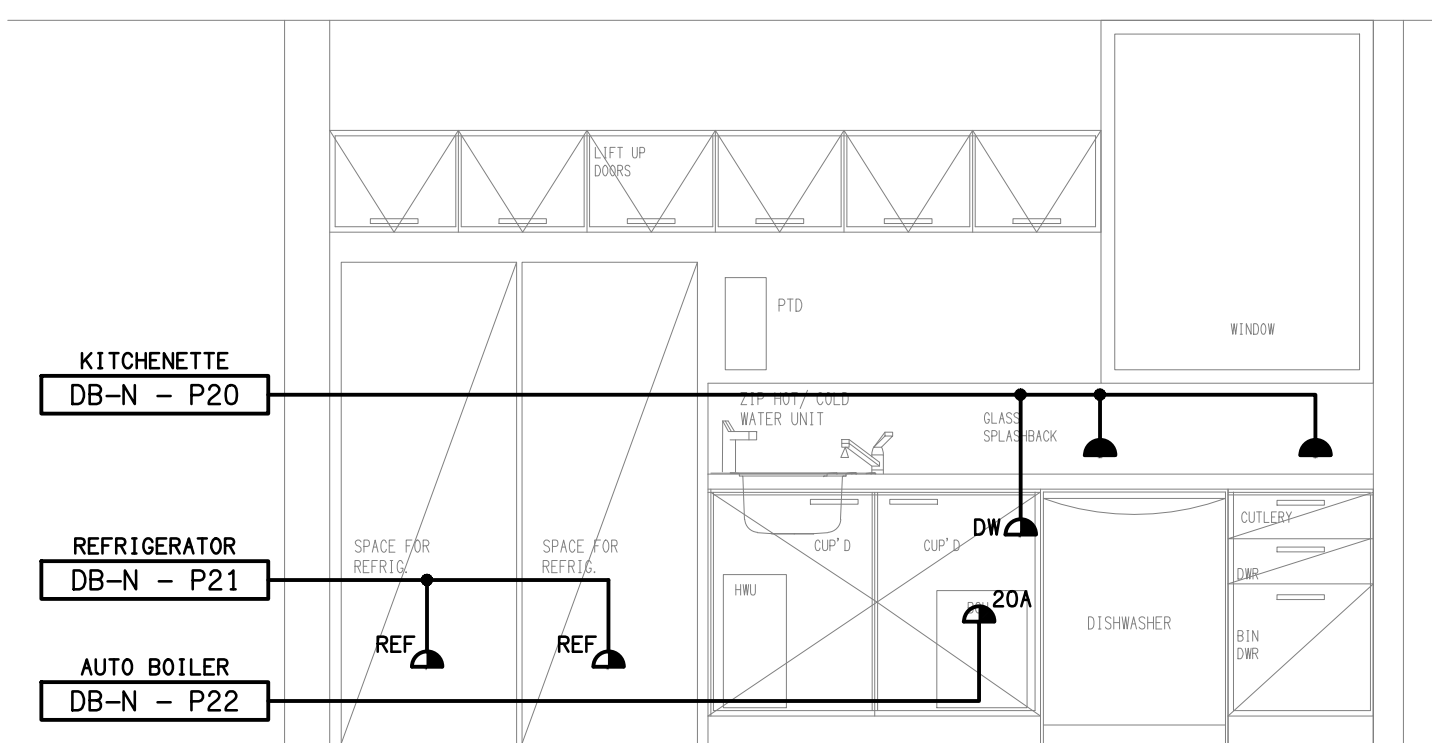 LIFT UP
DOORS
PTD
WINDOW
KITCHENETTE
DB-N - P20
ZIP HOT/ COLD
WATER UNIT
GLASS
SPLASHBACK
CUTLERY
DW
REFRIGERATOR
DB-N - P21
SPACE FOR
REFRIG.
SPACE FOR
REFRIG.
CUP'D
CUP'D
DWR
HWU
20A
DISHWASHER
BIN
DWR
REF
REF
AUTO BOILER
DB-N - P22